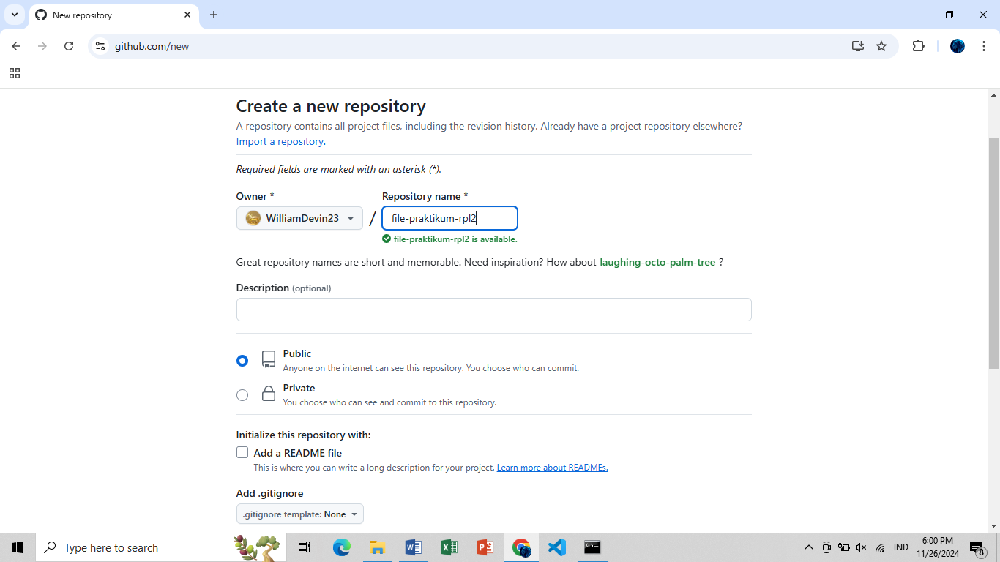 New repository
github.com/new
Create a new repository
A repository contains all project files, including the revision history. Already have a project repository elsewhere?
Import a repository.
Required fields are marked with an asterisk (*).
Owner * Repository name *
WilliamDevin23 / file-praktikum-rpl2
file-praktikum-rpl2 is available.
Great repository names are short and memorable. Need inspiration? How about laughing-octo-palm-tree ?
Description (optional)
Public
Anyone on the internet can see this repository. You choose who can commit.
Private
You choose who can see and commit to this repository.
Initialize this repository with:
Add a README file
This is where you can write a long description for your project. Learn more about READMEs.
Add .gitignore
.gitignore template: None
Type here to search
IND
6:00 PM
11/26/2024
8